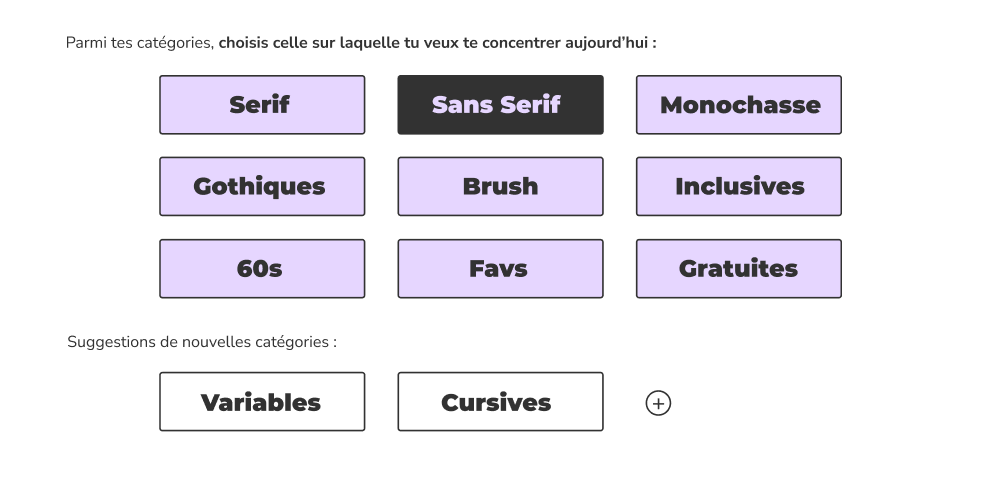 Parmi tes catégories, choisis celle sur laquelle tu veux te concentrer aujourd’hui :
Serif
Sans Serif
Monochasse
Gothiques
Brush
Inclusives
60s
Favs
Gratuites
Suggestions de nouvelles catégories :
Variables
Cursives
+